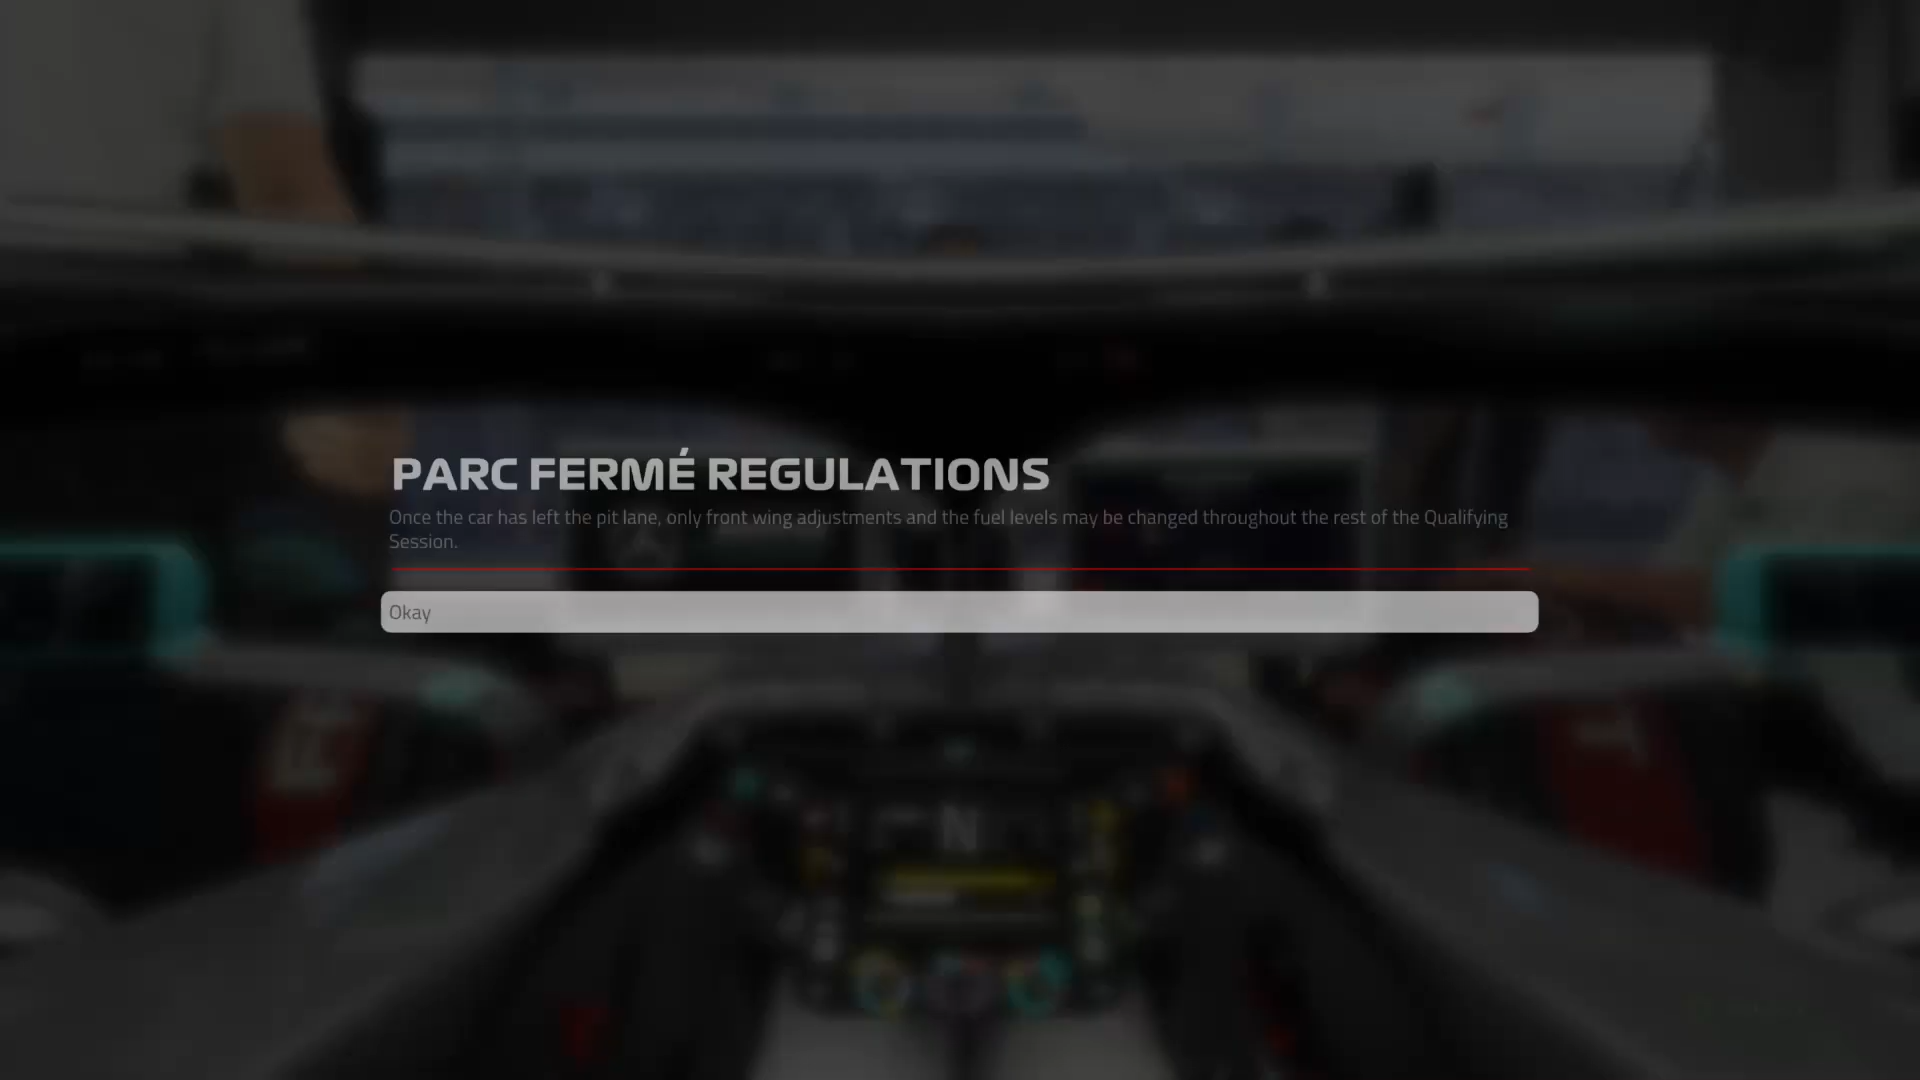 PARC FERMÉ REGULATIONS
Once the car has left the pit lane, only front wing adjustments and the fuel levels may be changed throughout the rest of the Qualifying
Session.
Okay
N